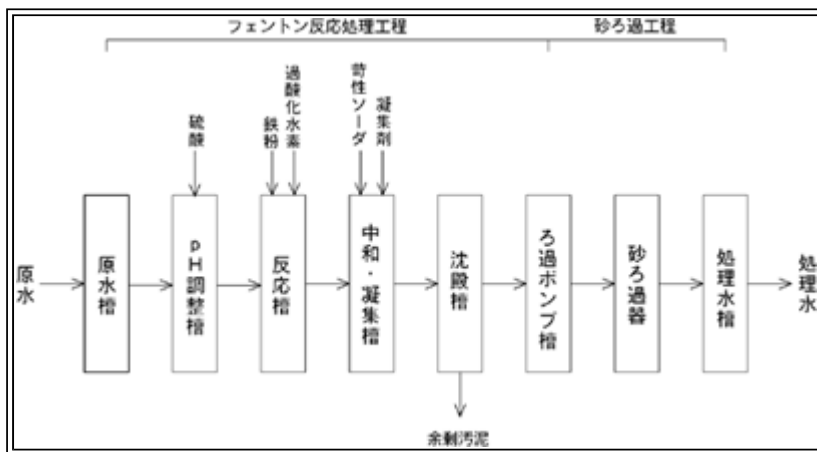 フェントン反応処理工程
砂ろ過工程
硫酸
鉄粉
過酸化水素
苛性ソーダ
凝集剤
原水
原水槽
pH調整槽
反応槽
中和・凝集槽
沈殿槽
ろ過ポンプ槽
砂ろ過器
処理水槽
処理水
余剰汚泥